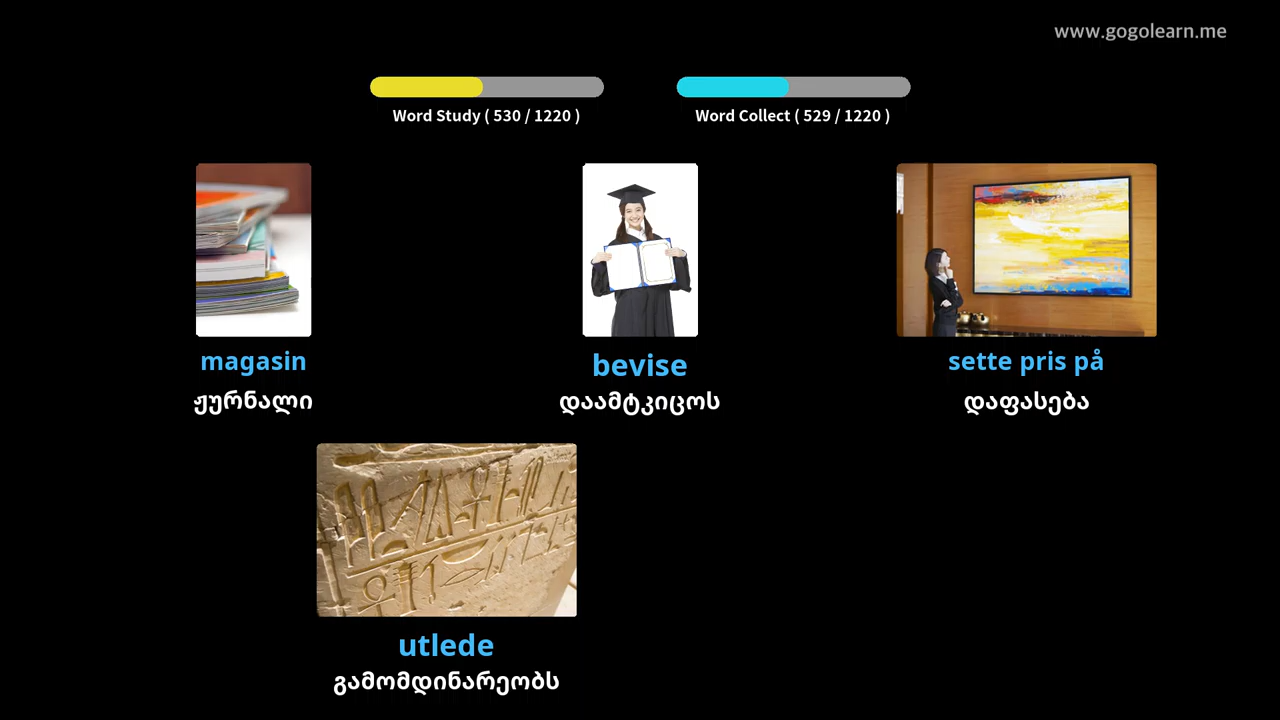 www.gogolearn.me
Word Study ( 530 / 1220 )
Word Collect ( 529 / 1220 )
magasin
ჟურნალი
bevise
დაამტკიცოს
sette pris på
დაფასება
utlede
გამომდინარეობს